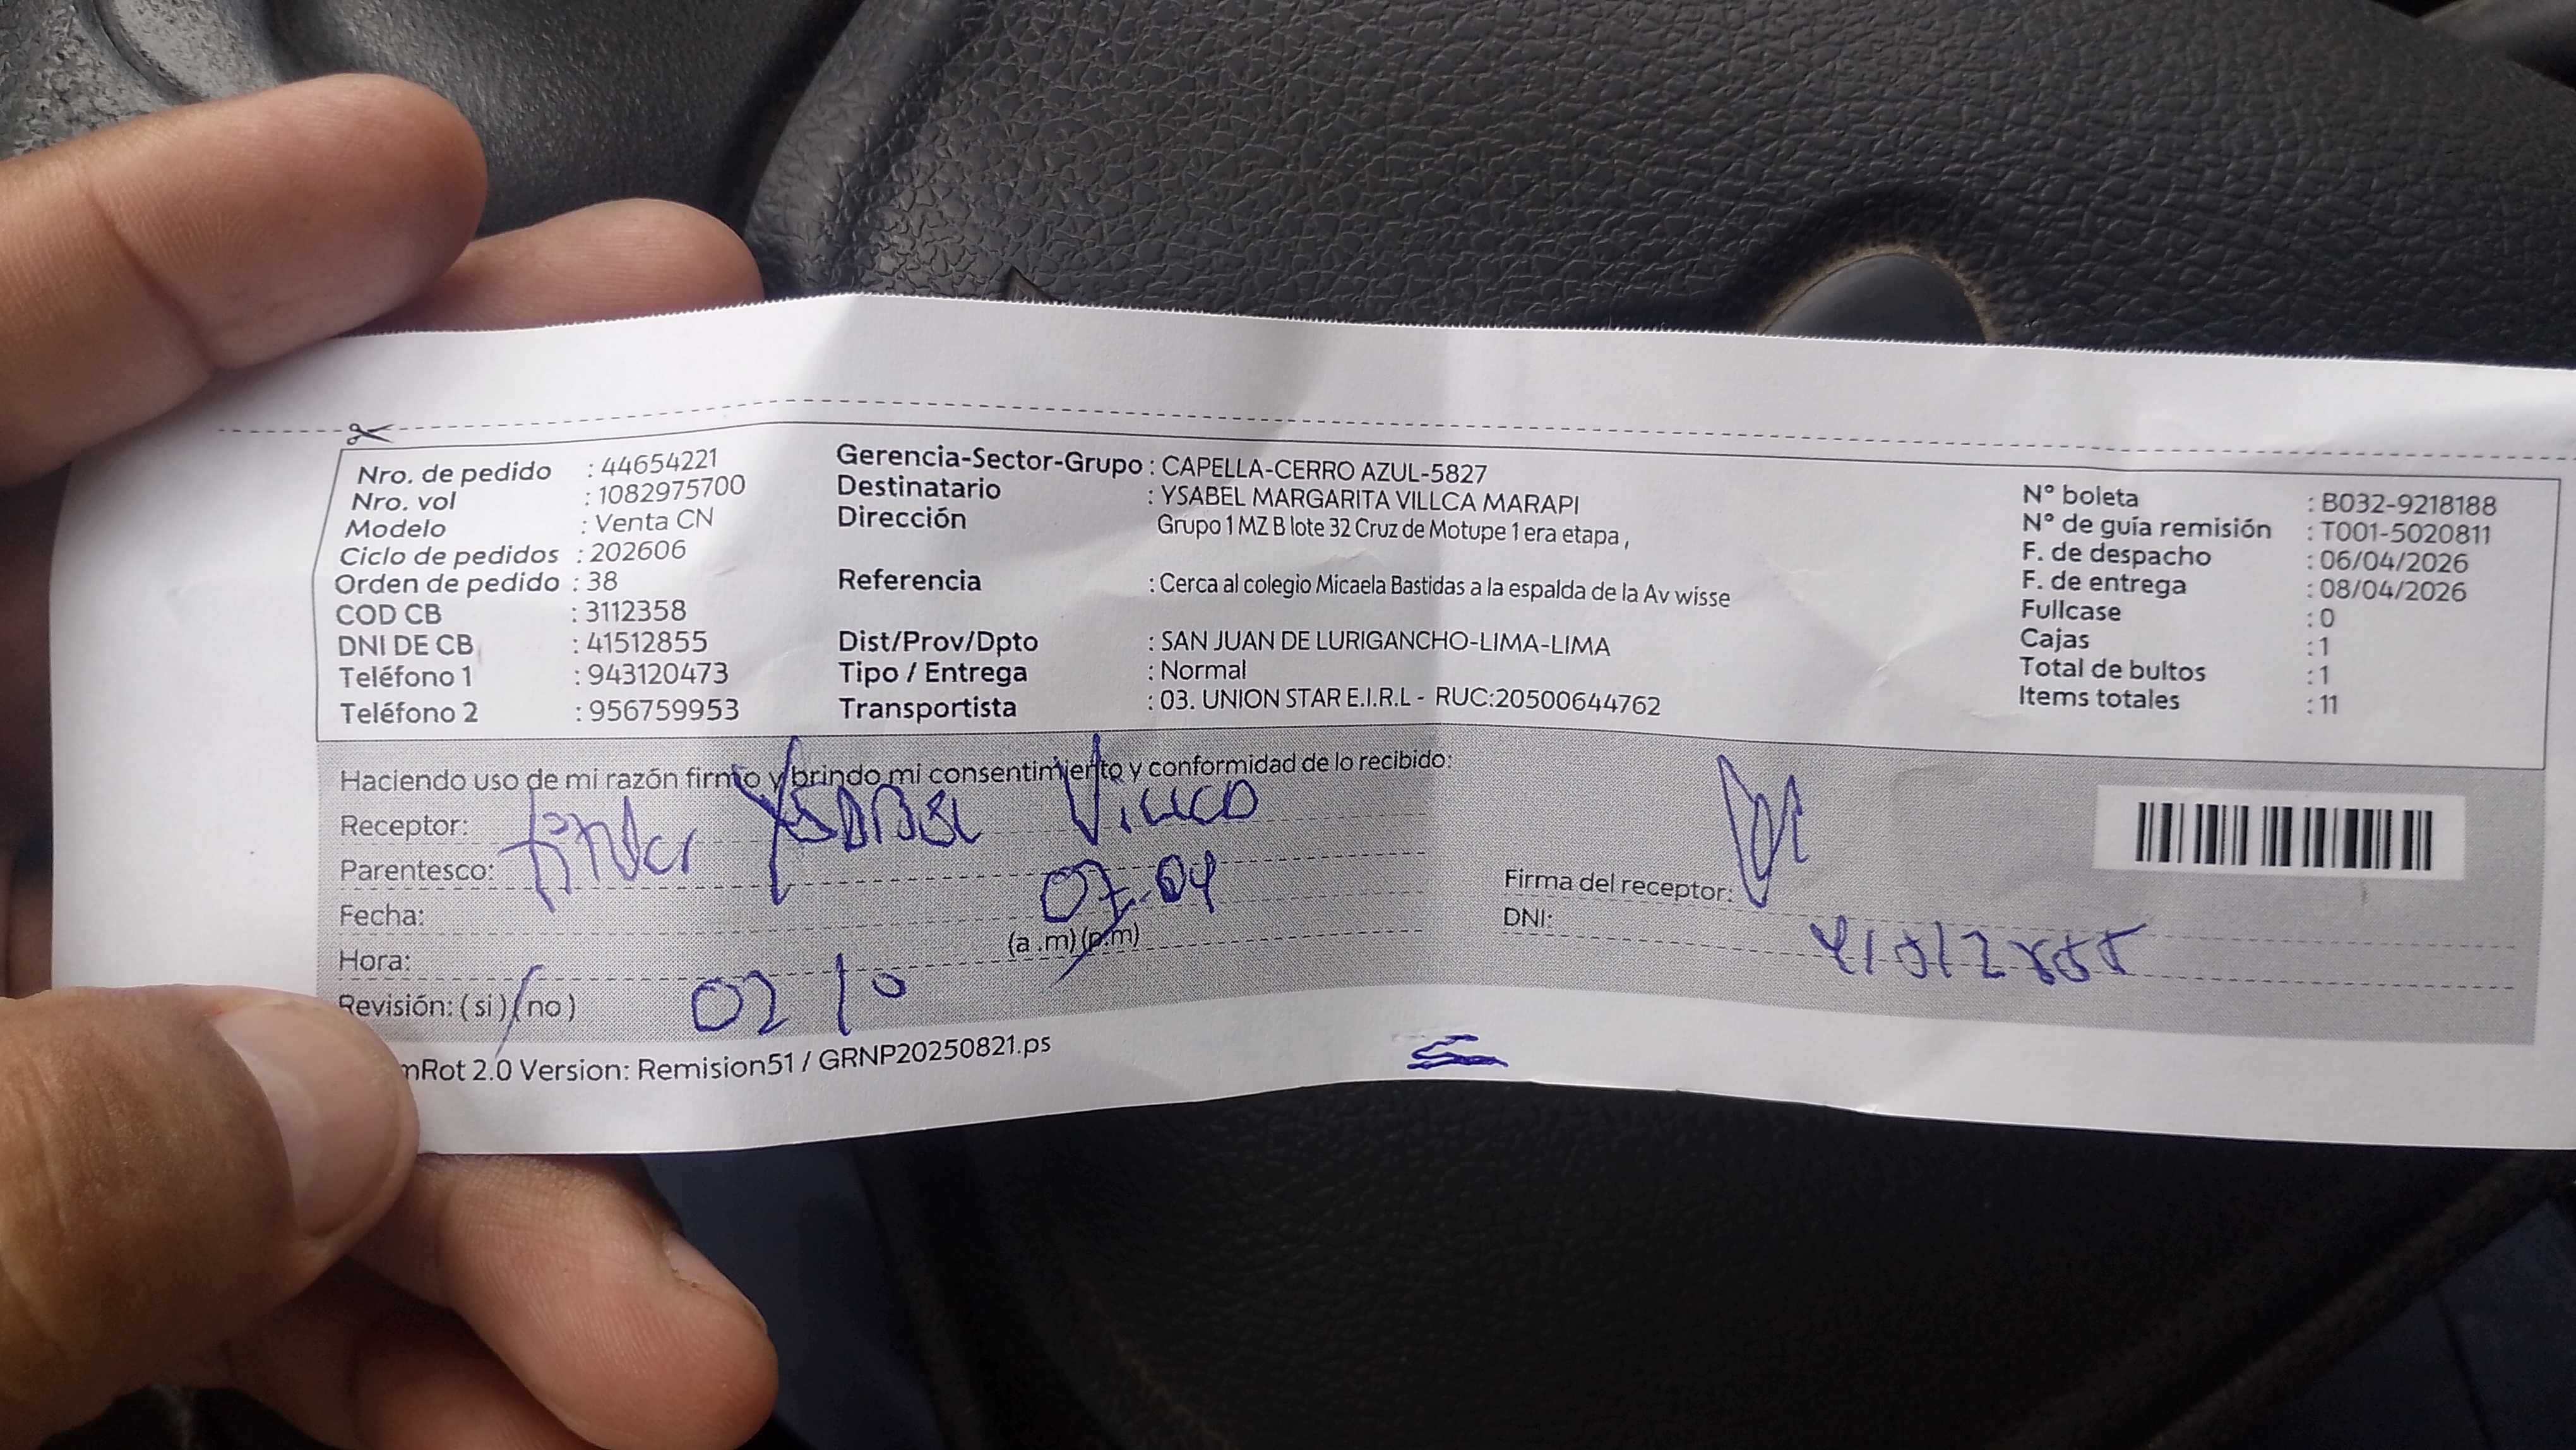 Nro. de pedido : 44654221
Nro. vol : 1082975700
Modelo : Venta CN
Ciclo de pedidos : 202606
Orden de pedido : 38
COD CB : 3112358
DNI DE CB : 41512855
Teléfono 1 : 943120473
Teléfono 2 : 956759953
Gerencia-Sector-Grupo : CAPELLA-CERRO AZUL-5827
Destinatario : YSABEL MARGARITA VILLCA MARAPI
Dirección Grupo 1 MZ B lote 32 Cruz de Motupe 1 era etapa ,
Referencia : Cerca al colegio Micaela Bastidas a la espalda de la Av wisse
Dist/Prov/Dpto : SAN JUAN DE LURIGANCHO-LIMA-LIMA
Tipo / Entrega : Normal
Transportista : 03. UNION STAR E.I.R.L - RUC:20500644762
N° boleta : B032-9218188
N° de guía remisión : T001-5020811
F. de despacho : 06/04/2026
F. de entrega : 08/04/2026
Fullcase : 0
Cajas : 1
Total de bultos : 1
Items totales : 11
Haciendo uso de mi razón firmo y brindo mi consentimiento y conformidad de lo recibido:
Receptor: Ysabel Villca
Parentesco:
Fecha: 07-04
Hora: 02 10 (a.m) (p.m)
Revisión: ( si ) ( no )
Firma del receptor:
DNI: 41512855
mRot 2.0 Version: Remision51 / GRNP20250821.ps